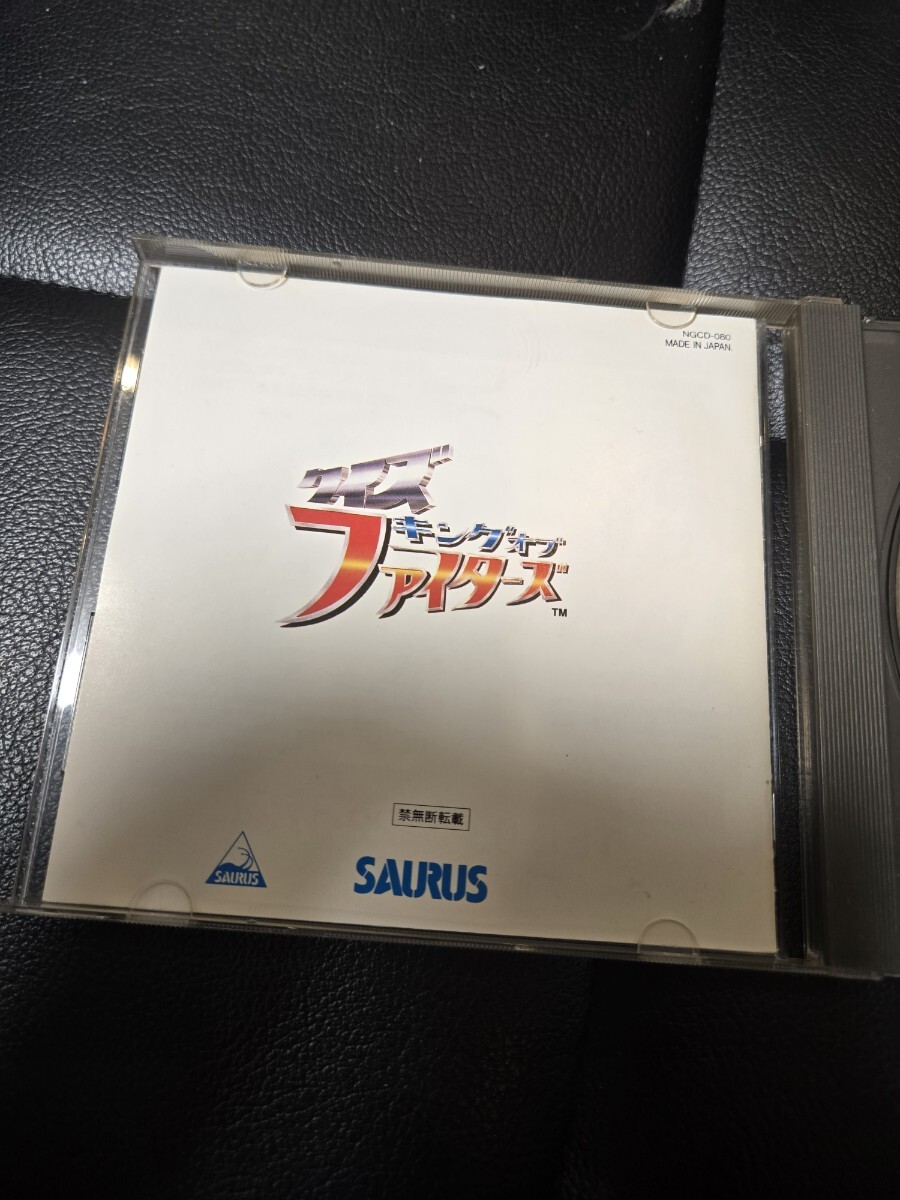 NGCD-080
MADE IN JAPAN.
クイズ
キングオブ
ファイターズ
TM
禁無断転載
SAURUS
SAURUS